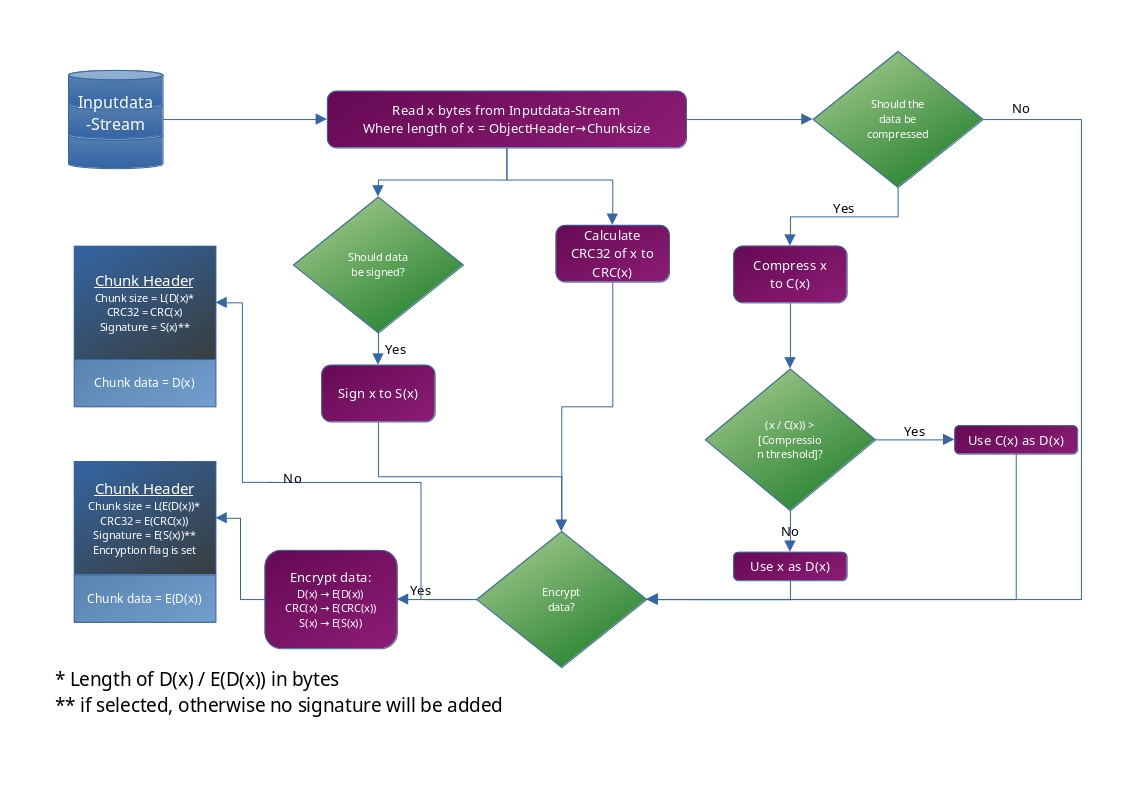 Inputdata
-Stream
Read x bytes from Inputdata-Stream
Where length of x = ObjectHeader→Chunksize
Should the
data be
compressed
No
Yes
Should data
be signed?
Calculate
CRC32 of x to
CRC(x)
Compress x
to C(x)
Chunk Header
Chunk size = L(D(x)*
CRC32 = CRC(x)
Signature = S(x)**
Chunk data = D(x)
Yes
Sign x to S(x)
(x / C(x)) >
[Compressio
n threshold]?
Yes
Use C(x) as D(x)
No
Chunk Header
Chunk size = L(E(D(x))*
CRC32 = E(CRC(x))
Signature = E(S(x))**
Encryption flag is set
Chunk data = E(D(x))
No
Use x as D(x)
Encrypt data:
D(x) → E(D(x))
CRC(x) → E(CRC(x))
S(x) → E(S(x))
Yes
Encrypt
data?
* Length of D(x) / E(D(x)) in bytes
** if selected, otherwise no signature will be added